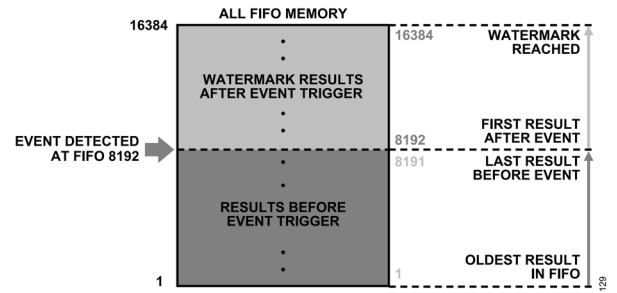 ALL FIFO MEMORY
16384
16384
WATERMARK
REACHED
WATERMARK RESULTS
AFTER EVENT TRIGGER
EVENT DETECTED
AT FIFO 8192
8192
FIRST RESULT
AFTER EVENT
8191
LAST RESULT
BEFORE EVENT
RESULTS BEFORE
EVENT TRIGGER
1
1
OLDEST RESULT
IN FIFO
129